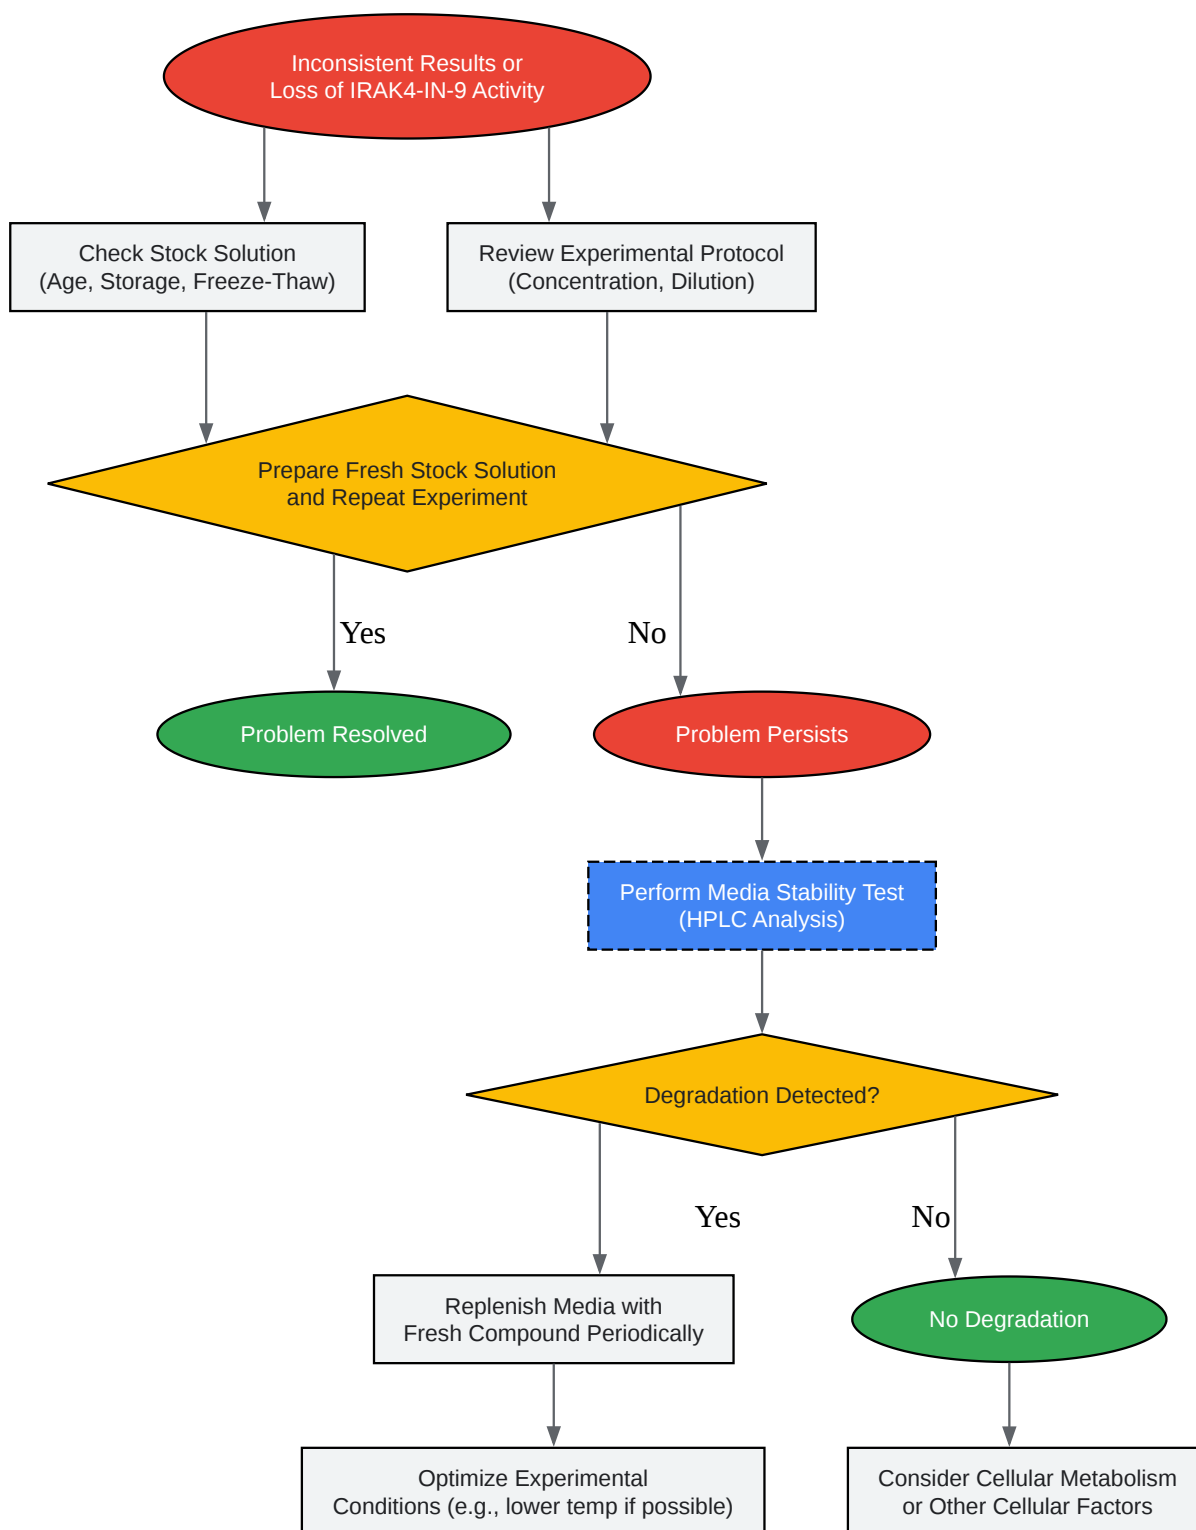 Inconsistent Results or
Loss of IRAK4-IN-9 Activity
Check Stock Solution
(Age, Storage, Freeze-Thaw)
Review Experimental Protocol
(Concentration, Dilution)
Prepare Fresh Stock Solution
and Repeat Experiment
Yes
No
Problem Resolved
Problem Persists
Perform Media Stability Test
(HPLC Analysis)
Degradation Detected?
Yes
No
Replenish Media with
Fresh Compound Periodically
No Degradation
Optimize Experimental
Conditions (e.g., lower temp if possible)
Consider Cellular Metabolism
or Other Cellular Factors